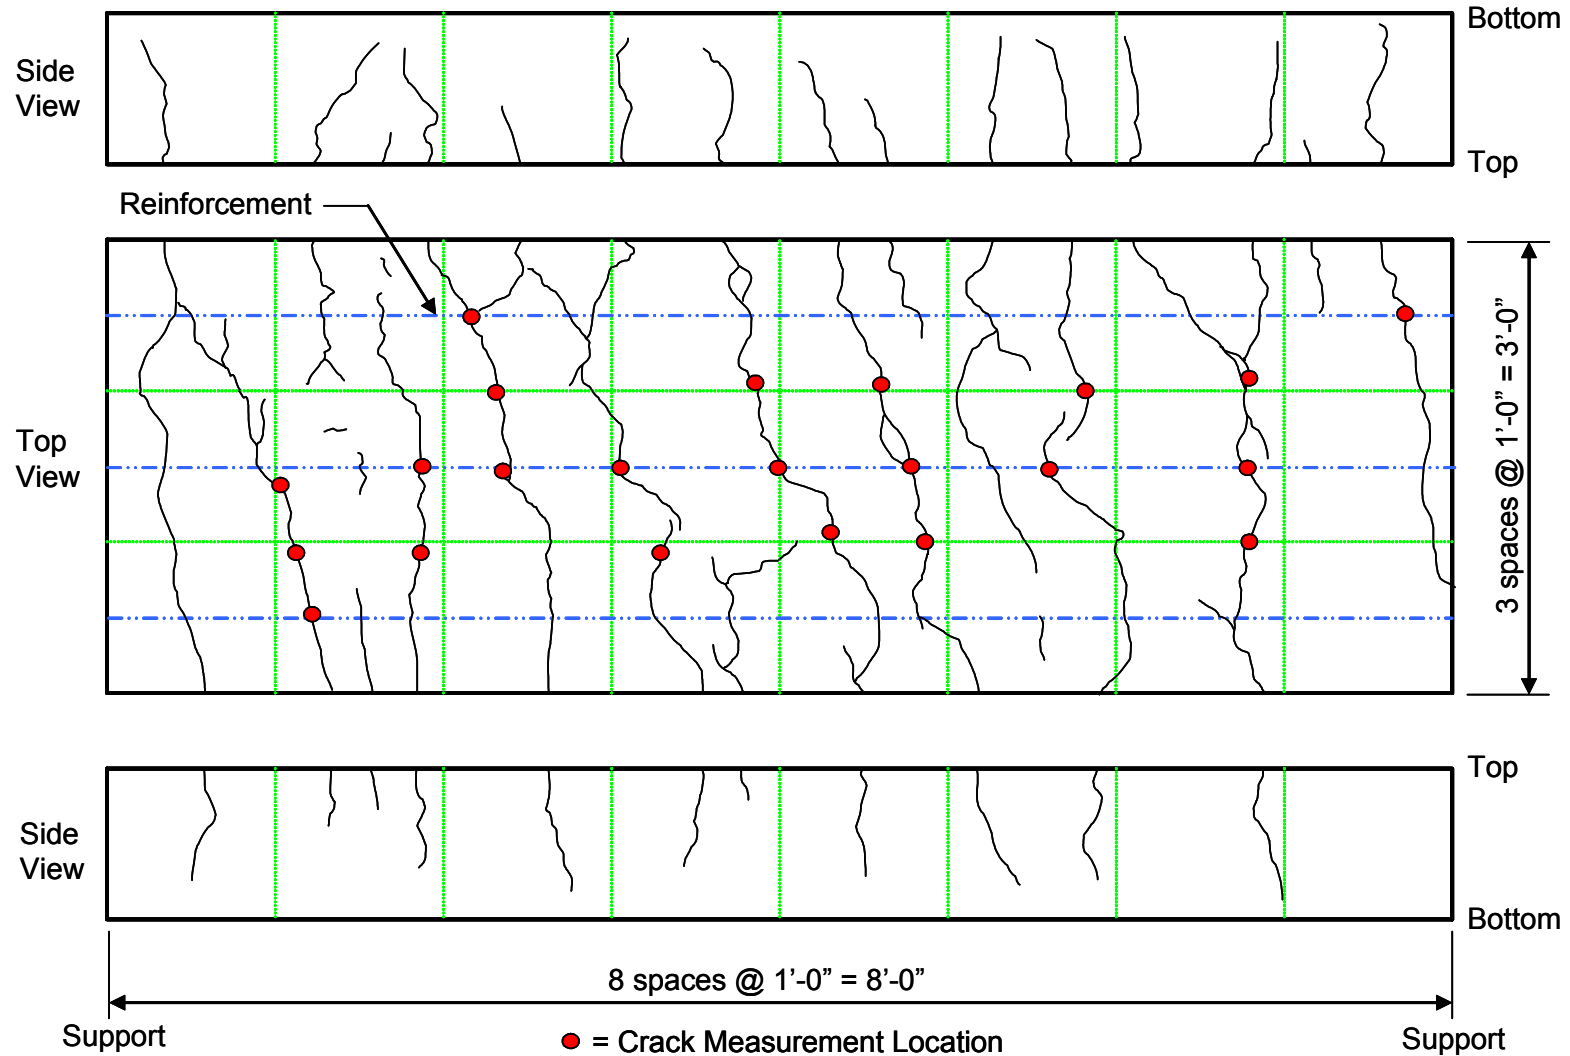 Bottom
Side
View
Top
Reinforcement
Top
View
3 spaces @ 1'-0” = 3'-0”
Top
Side
View
Bottom
8 spaces @ 1'-0” = 8'-0”
Support
= Crack Measurement Location
Support